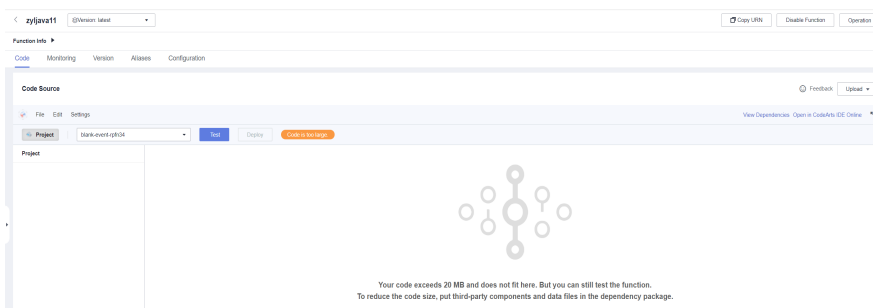 zyljava11 Version: latest Copy URN Disable Function Operation
Function Info
Code Monitoring Version Aliases Configuration
Code Source Feedback Upload
File Edit Settings View Dependencies Open in CodeArts IDE Online
Project blank-event-rpfn34 Test Deploy Code is too large.
Project
Your code exceeds 20 MB and does not fit here. But you can still test the function.
To reduce the code size, put third-party components and data files in the dependency package.